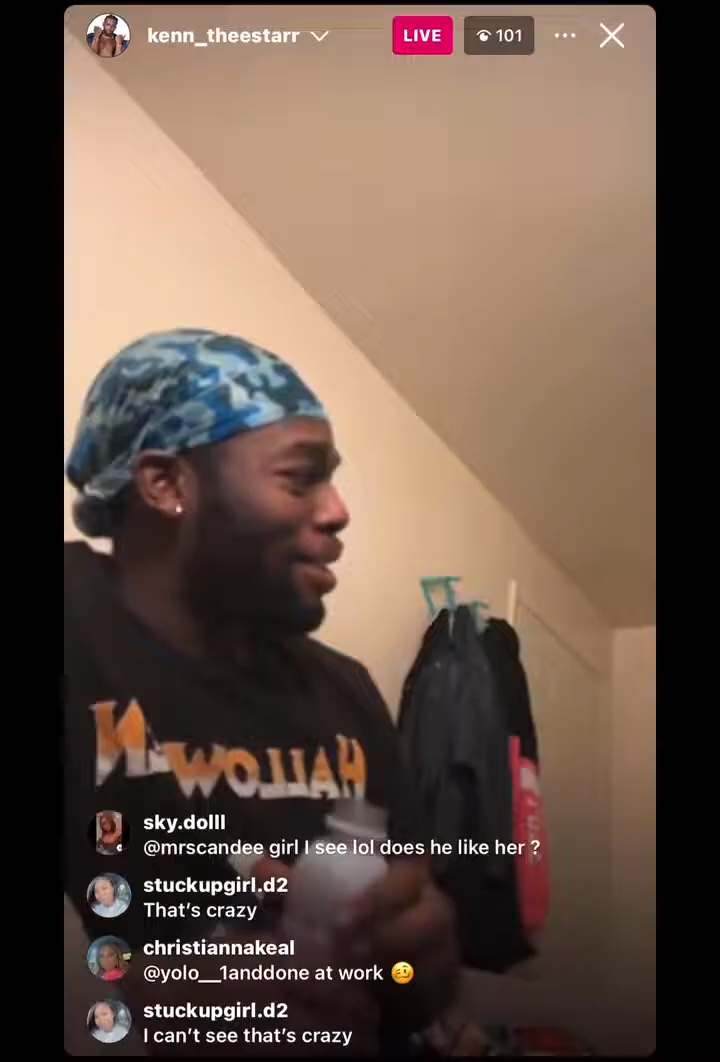 kenn_theestarr
LIVE
101
HALLOW
sky.dolll
@mrscandee girl I see lol does he like her ?
stuckupgirl.d2
That's crazy
christiannakeal
@yolo__1anddone at work 🥴
stuckupgirl.d2
I can't see that's crazy